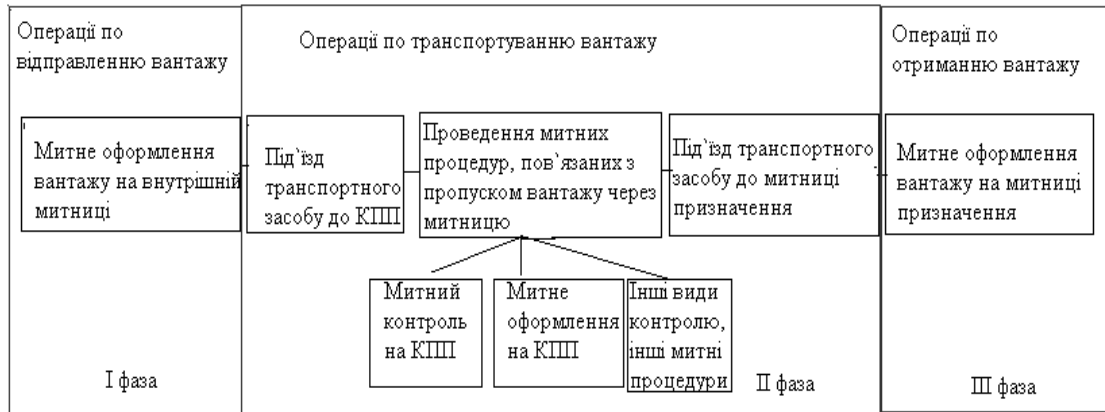 Операції по
відправленню вантажу
Митне оформлення
вантажу на внутрішній
митниці
І фаза
Операції по транспортуванню вантажу
Під`їзд
транспортного
засобу до КПП
Проведення митних
процедур, пов`язаних з
пропуском вантажу через
митницю
Під`їзд транспортного
засобу до митниці
призначення
Митний
контроль
на КПП
Митне
оформлення
на КПП
Інші види
контролю,
інші митні
процедури
ІІ фаза
Операції по
отриманню вантажу
Митне оформлення
вантажу на митниці
призначення
ІІІ фаза